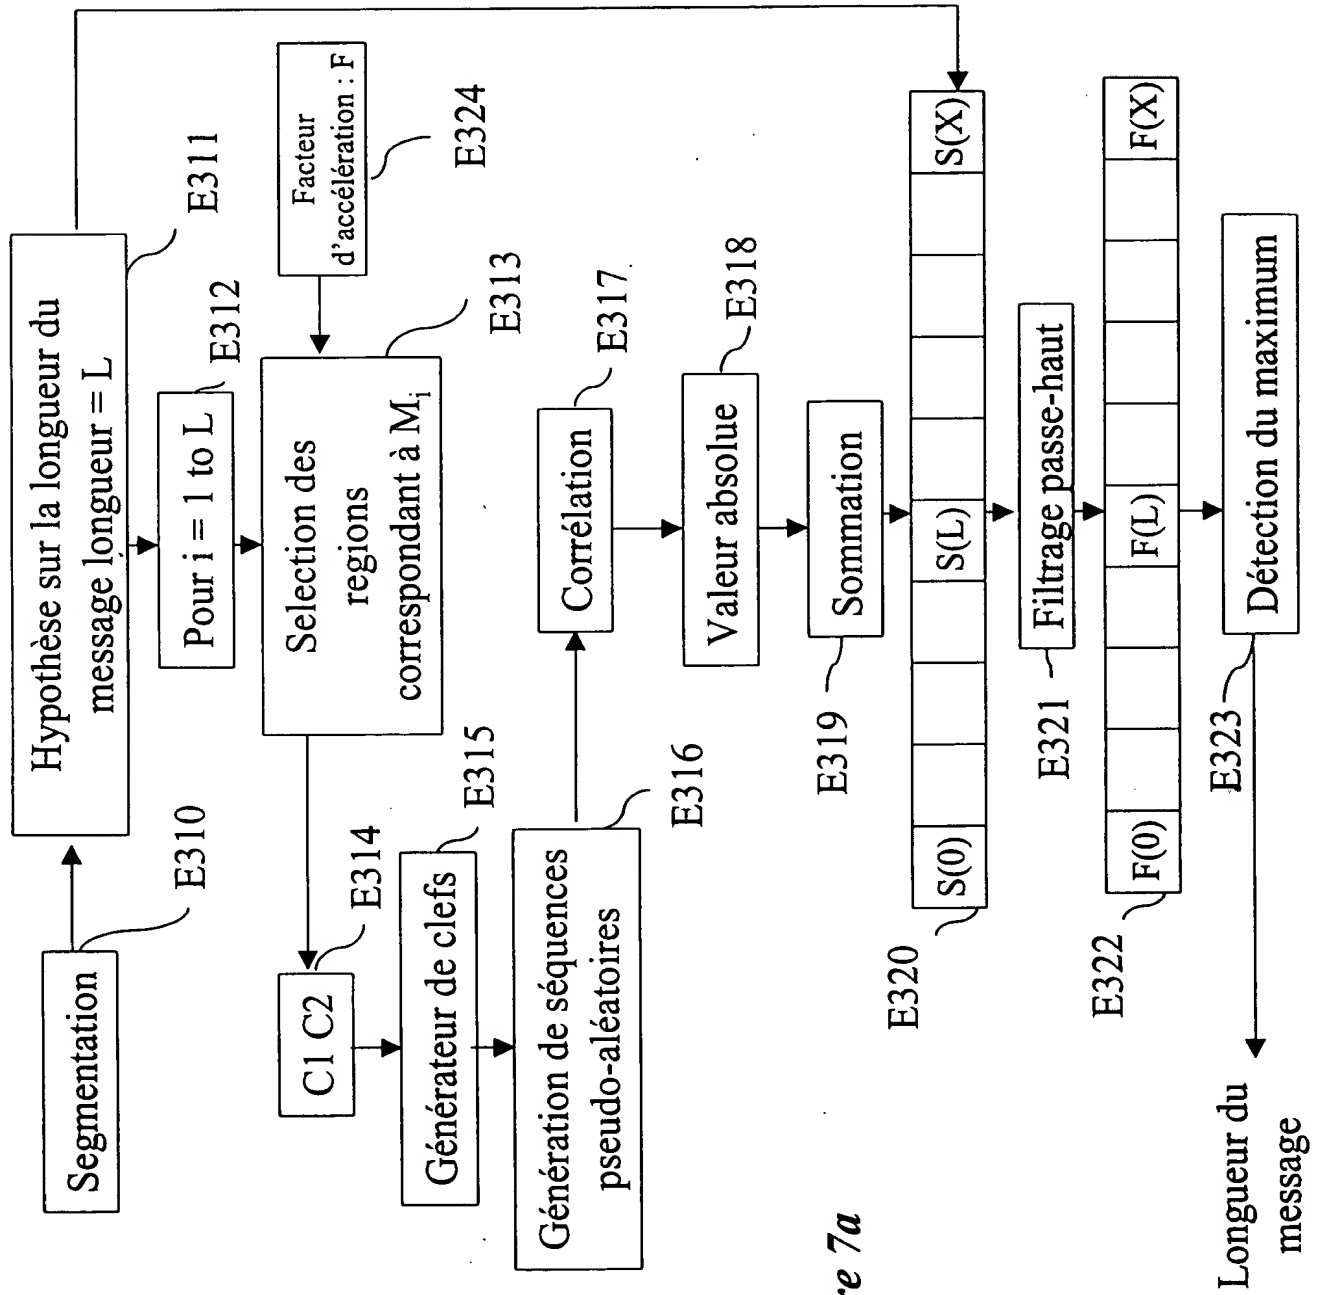 Segmentation
E310
Hypothèse sur la longueur du
message longueur = L
E311
Pour i = 1 to L
E312
Facteur
d'accélération : F
E324
Selection des
regions
correspondant à Mi
E313
C1 C2
E314
Générateur de clefs
E315
Génération de séquences
pseudo-aléatoires
E316
Corrélation
E317
Valeur absolue
E318
Sommation
E319
S(0)
S(L)
S(X)
E320
Filtrage passe-haut
E321
F(0)
F(L)
F(X)
E322
Détection du maximum
E323
Longueur du
message
7a